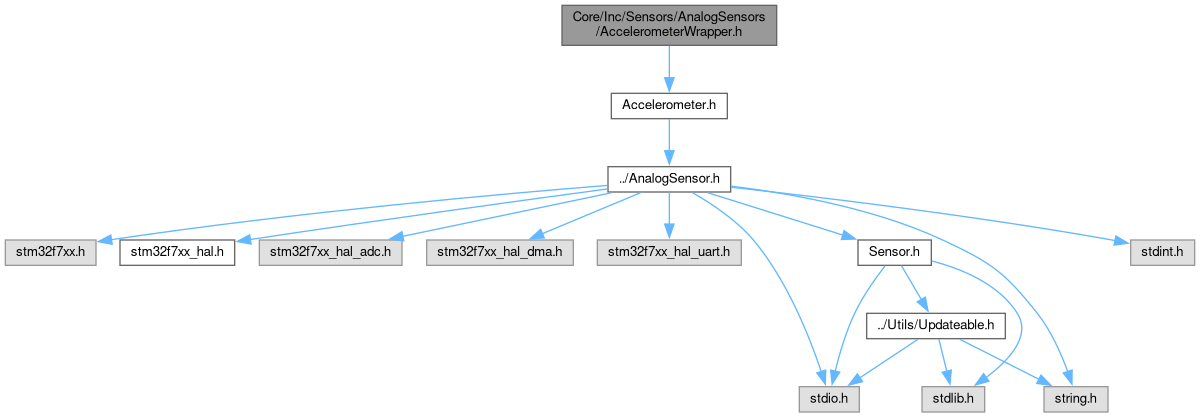 Core/Inc/Sensors/AnalogSensors
/AccelerometerWrapper.h
Accelerometer.h
../AnalogSensor.h
stm32f7xx.h
stm32f7xx_hal.h
stm32f7xx_hal_adc.h
stm32f7xx_hal_dma.h
stm32f7xx_hal_uart.h
Sensor.h
stdint.h
../Utils/Updateable.h
stdio.h
stdlib.h
string.h